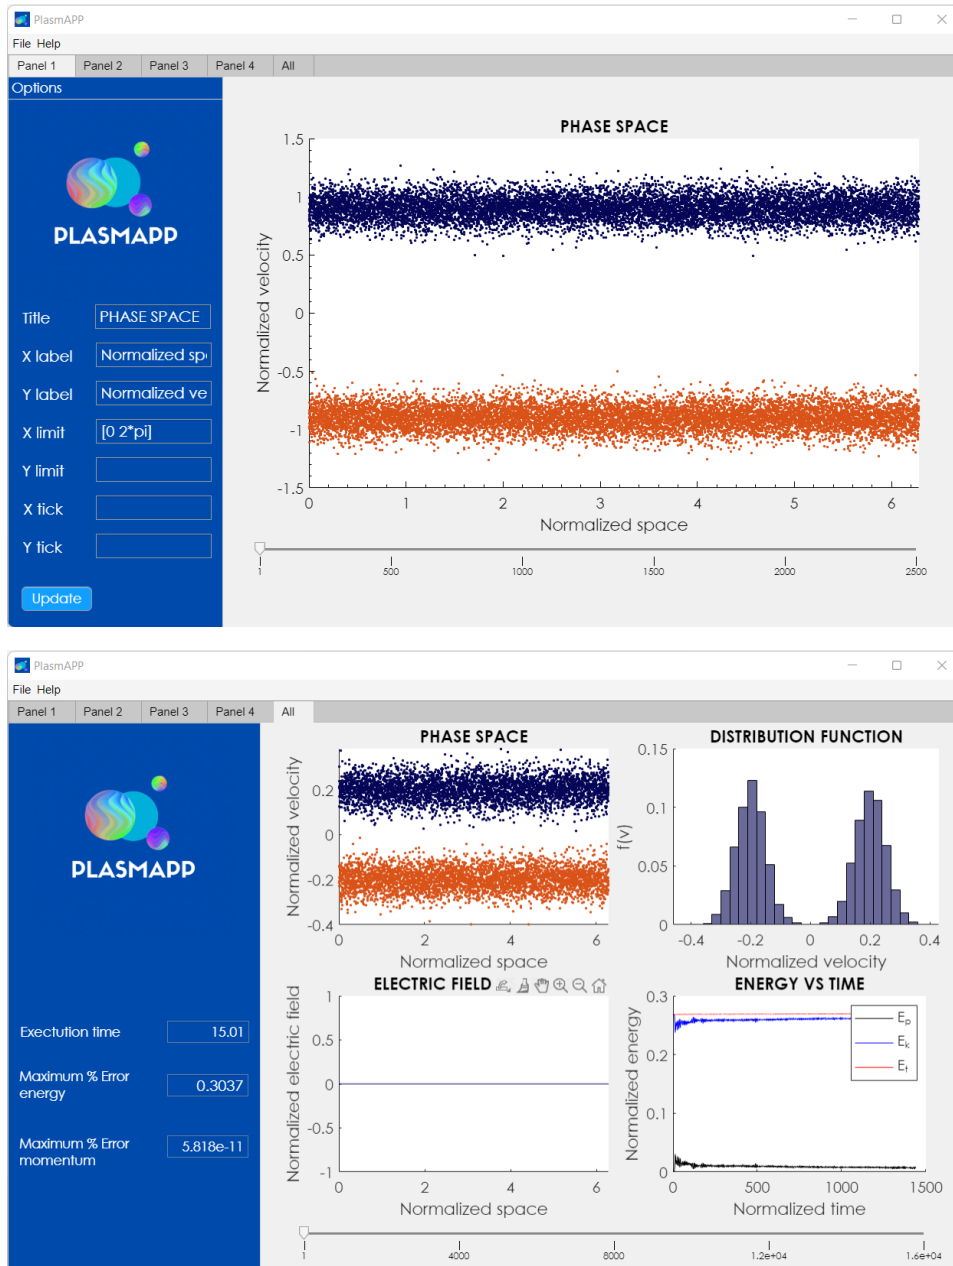 PlasmAPP
File Help
Panel 1 Panel 2 Panel 3 Panel 4 All
Options
PLASMAPP
Title PHASE SPACE
X label Normalized sp
Y label Normalized ve
X limit [0 2*pi]
Y limit
X tick
Y tick
Update
PHASE SPACE
Normalized velocity
1.5
1
0.5
0
-0.5
-1
-1.5
0 1 2 3 4 5 6
Normalized space
1 500 1000 1500 2000 2500
PlasmAPP
File Help
Panel 1 Panel 2 Panel 3 Panel 4 All
PLASMAPP
Exectution time 15.01
Maximum % Error
energy 0.3037
Maximum % Error
momentum 5.818e-11
PHASE SPACE
Normalized velocity
0.2
0
-0.2
-0.4
0 2 4 6
Normalized space
DISTRIBUTION FUNCTION
f(v)
0.15
0.1
0.05
0
-0.4 -0.2 0 0.2 0.4
Normalized velocity
ELECTRIC FIELD
Normalized electric field
1
0.5
0
-0.5
-1
0 2 4 6
Normalized space
ENERGY VS TIME
Normalized energy
0.3
0.2
0.1
0
E_p
E_k
E_t
0 500 1000 1500
Normalized time
1 4000 8000 1.2e+04 1.6e+04